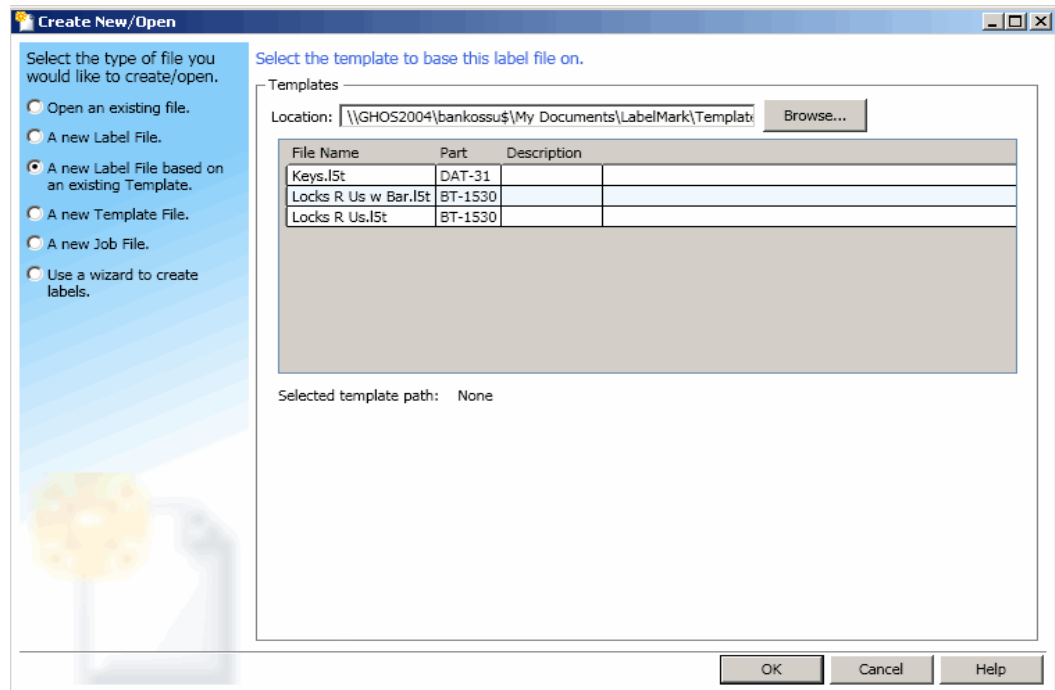 Create New/Open
Select the type of file you
would like to create/open.
Open an existing file.
A new Label File.
A new Label File based on
an existing Template.
A new Template File.
A new Job File.
Use a wizard to create
labels.
Select the template to base this label file on.
Templates
Location: \\GHOS2004\bankossu$\My Documents\LabelMark\Template Browse...
File Name Part Description
Keys.l5t DAT-31
Locks R Us w Bar.l5t BT-1530
Locks R Us.l5t BT-1530
Selected template path: None
OK Cancel Help